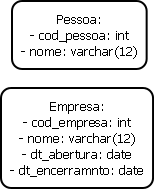 Pessoa:
- cod_pessoa: int
- nome: varchar(12)
Empresa:
- cod_empresa: int
- nome: varchar(12)
- dt_abertura: date
- dt_encerramnto: date